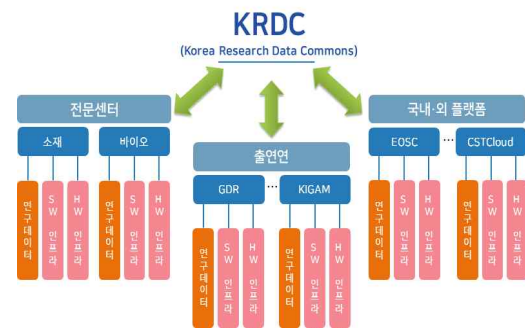 KRDC
(Korea Research Data Commons)
전문센터
소재
바이오
연구데이터
SW 인프라
HW 인프라
연구데이터
SW 인프라
HW 인프라
출연연
GDR
...
KIGAM
연구데이터
SW 인프라
HW 인프라
연구데이터
SW 인프라
HW 인프라
국내·외 플랫폼
EOSC
...
CSTCloud
연구데이터
SW 인프라
HW 인프라
연구데이터
SW 인프라
HW 인프라